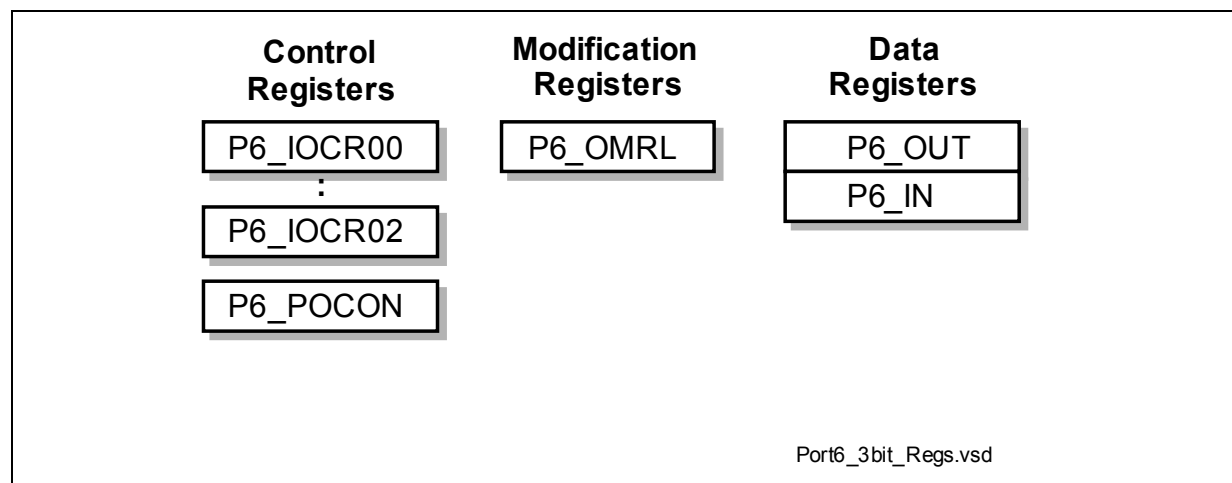 Control
Registers
P6_IOCR00
:
P6_IOCR02
P6_POCON
Modification
Registers
P6_OMRL
Data
Registers
P6_OUT
P6_IN
Port6_3bit_Regs.vsd